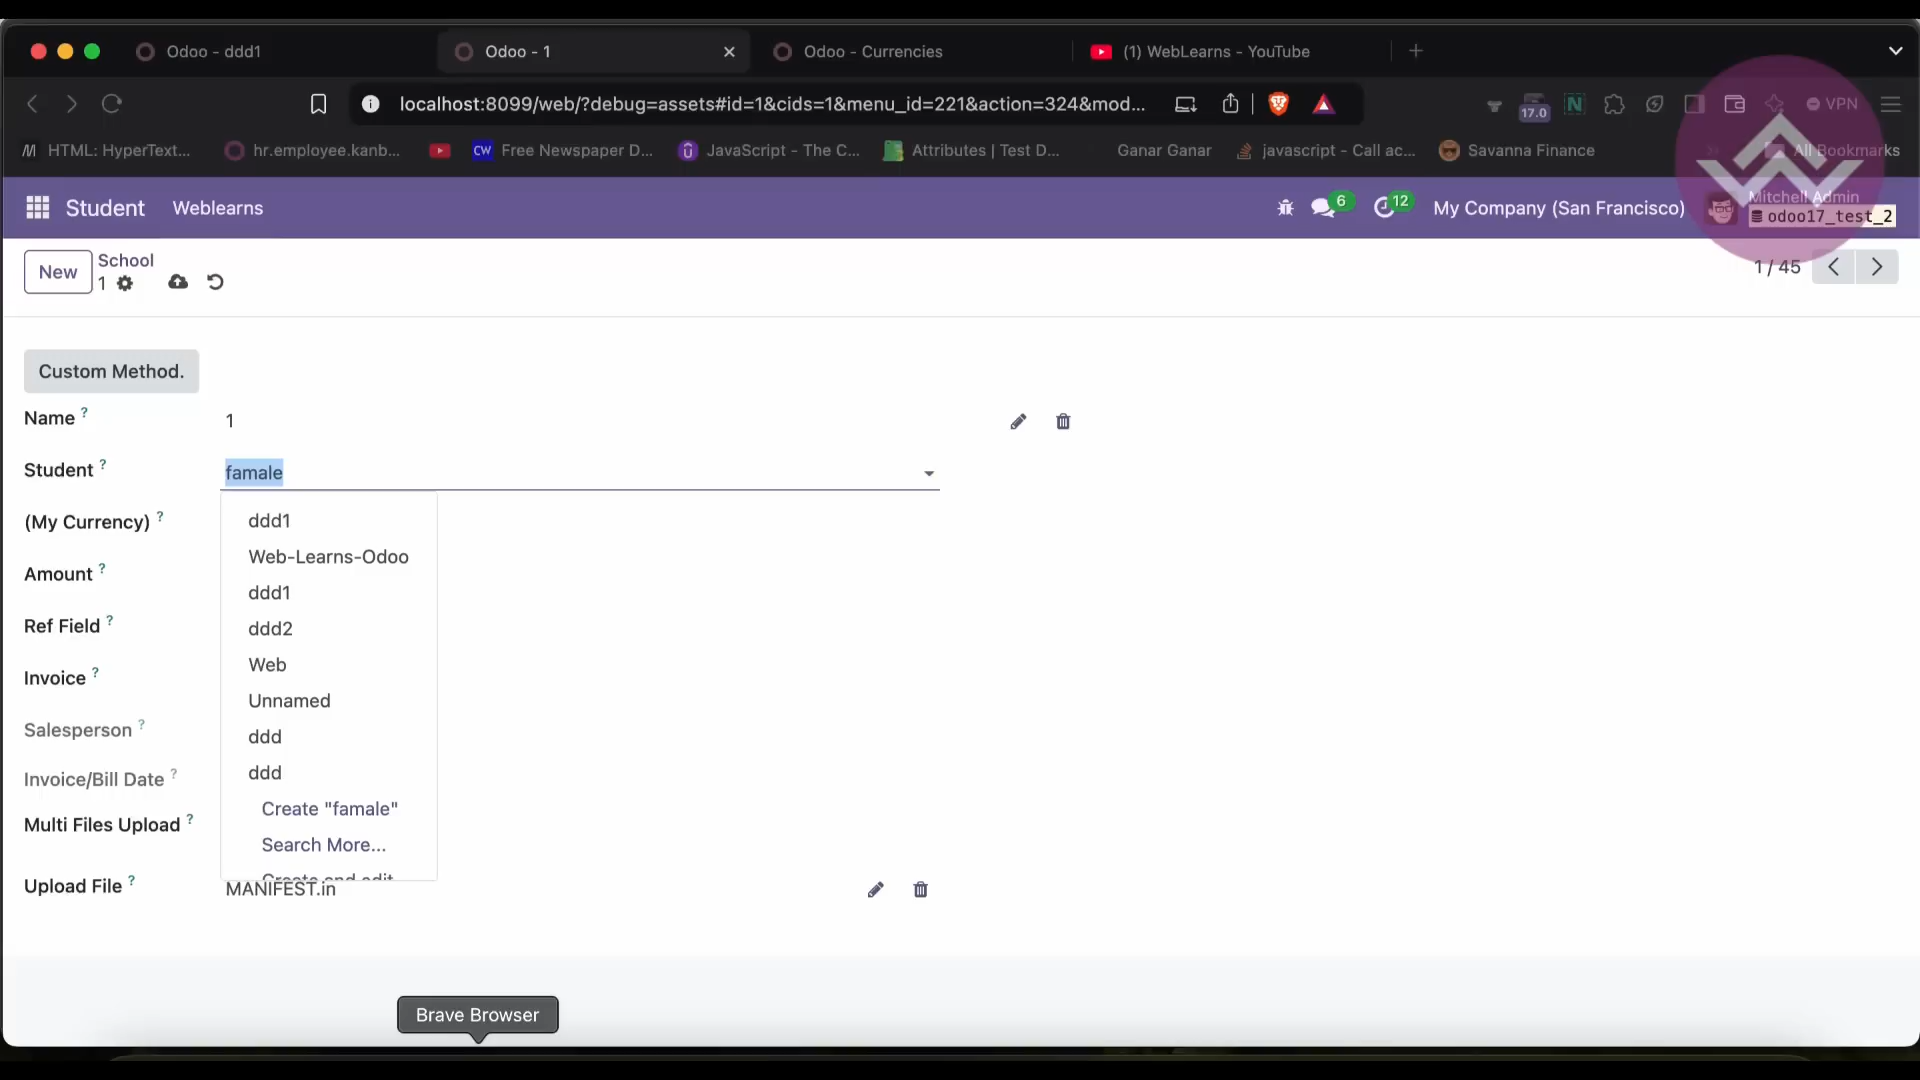 Odoo - ddd1
Odoo - 1
Odoo - Currencies
(1) WebLearns - YouTube
localhost:8099/web/?debug=assets#id=1&cids=1&menu_id=221&action=324&mod...
17.0
N
VPN
HTML: HyperText...
hr.employee.kanb...
CW Free Newspaper D...
JavaScript - The C...
Attributes | Test D...
Ganar Ganar
javascript - Call ac...
Savanna Finance
All Bookmarks
Student
Weblearns
6
12
My Company (San Francisco)
Mitchell Admin
odoo17_test_2
New
School
1
1 / 45
Custom Method.
Name ?
1
Student ?
famale
(My Currency) ?
Amount ?
Ref Field ?
Invoice ?
Salesperson ?
Invoice/Bill Date ?
Multi Files Upload ?
Upload File ?
ddd1
Web-Learns-Odoo
ddd1
ddd2
Web
Unnamed
ddd
ddd
Create "famale"
Search More...
Create and edit
MANIFEST.in
Brave Browser